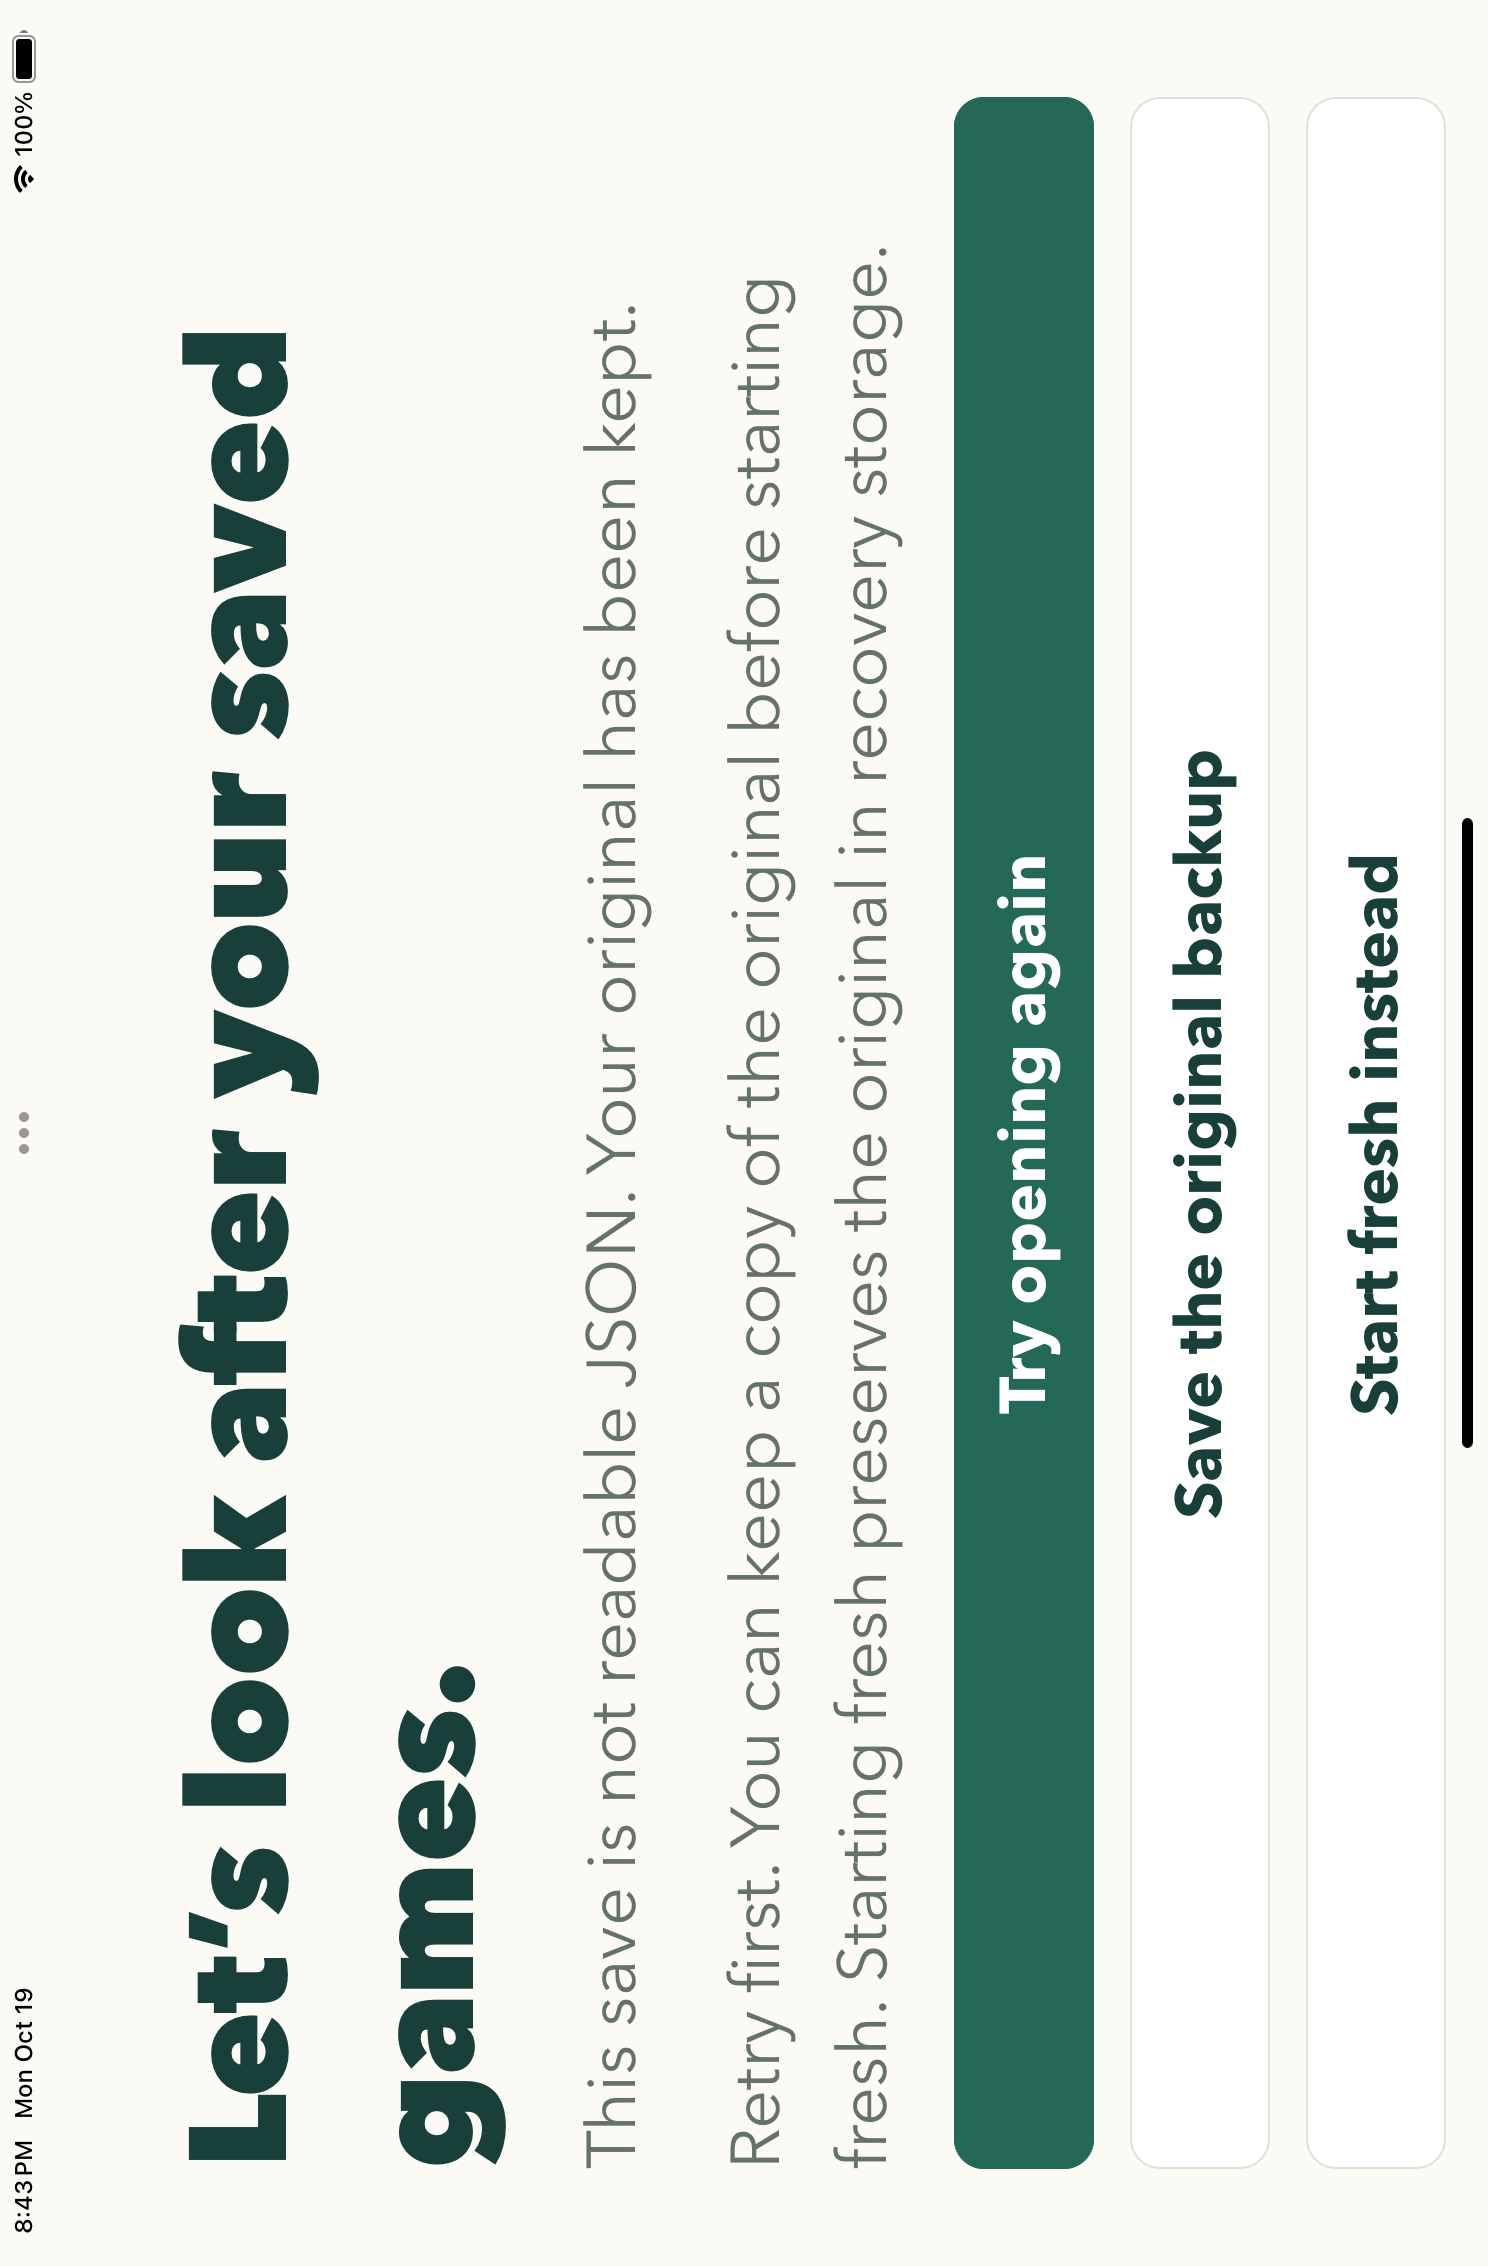 8:43 PM Mon Oct 19
100%
Let’s look after your saved
games.
This save is not readable JSON. Your original has been kept.
Retry first. You can keep a copy of the original before starting
fresh. Starting fresh preserves the original in recovery storage.
Try opening again
Save the original backup
Start fresh instead